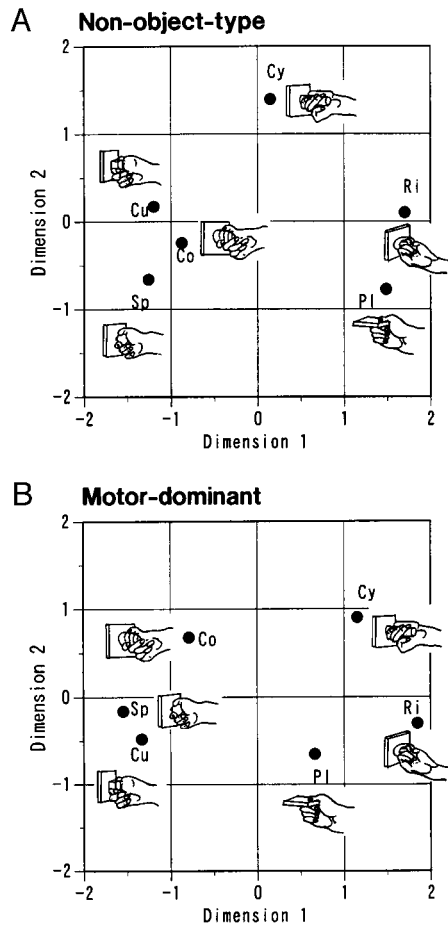 A Non-object-type
2
Cy
1
Ri
Cu
0
Co
Dimension 2
Sp
Pl
-1
-2
-2 -1 0 1 2
Dimension 1
B Motor-dominant
2
Cy
1
Co
Dimension 2
0
Sp
Ri
Cu
Pl
-1
-2
-2 -1 0 1 2
Dimension 1